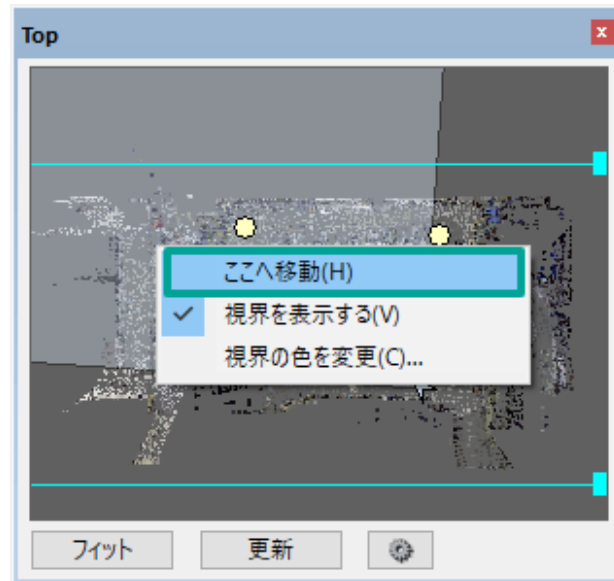 Top
x
ここへ移動(H)
視界を表示する(V)
視界の色を変更(C)...
フィット
更新